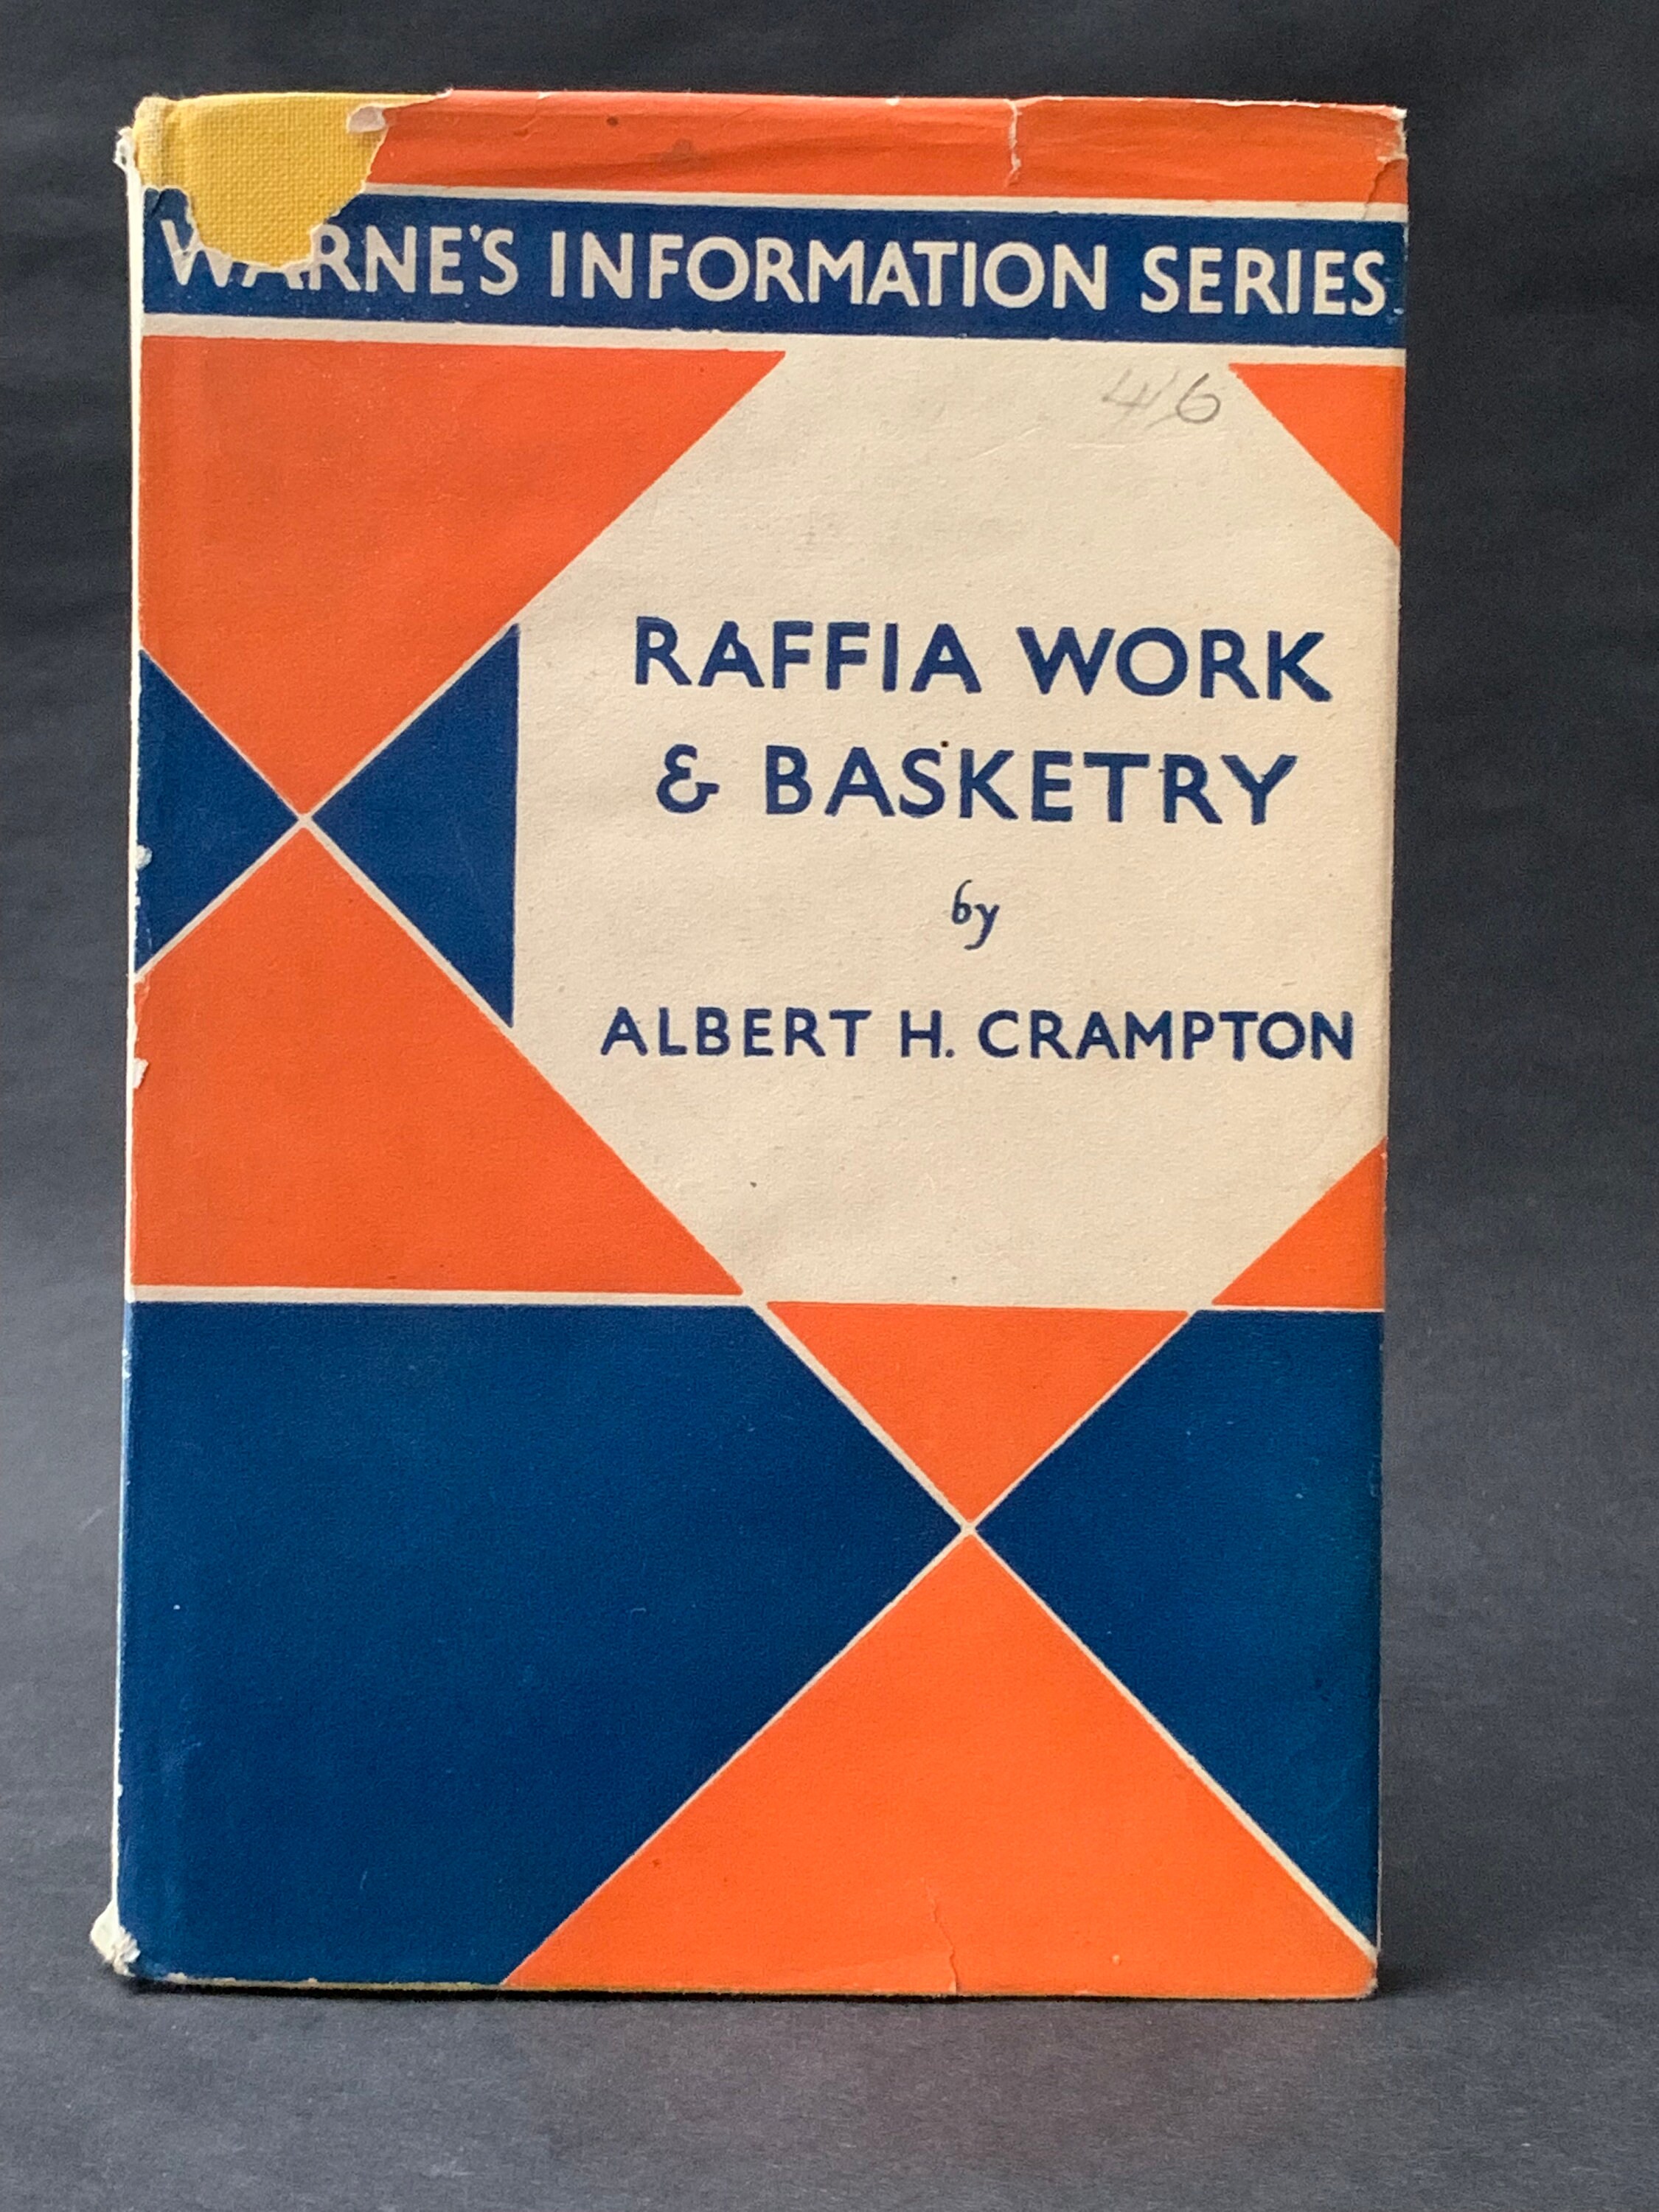 WARNE'S INFORMATION SERIES
4/6
RAFFIA WORK
& BASKETRY
by
ALBERT H. CRAMPTON